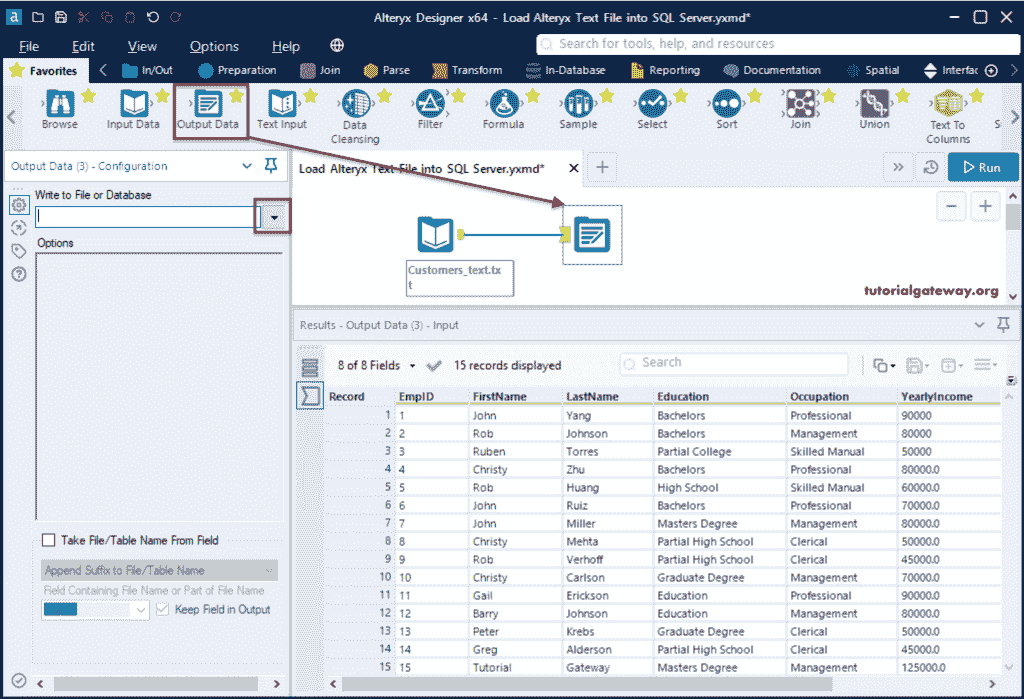 a
Alteryx Designer x64 - Load Alteryx Text File into SQL Server.yxmd*
File Edit View Options Help
Search for tools, help, and resources
Favorites In/Out Preparation Join Parse Transform In-Database Reporting Documentation Spatial Interfac
Browse Input Data Output Data Text Input Data Cleansing Filter Formula Sample Select Sort Join Union Text To Columns S
Output Data (3) - Configuration
Load Alteryx Text File into SQL Server.yxmd*
Run
Write to File or Database
Options
Customers_text.tx
t
tutorialgateway.org
Results - Output Data (3) - Input
8 of 8 Fields 15 records displayed Search
Record EmpID FirstName LastName Education Occupation YearlyIncome
1 1 John Yang Bachelors Professional 90000
2 2 Rob Johnson Bachelors Management 80000
3 3 Ruben Torres Partial College Skilled Manual 50000
4 4 Christy Zhu Bachelors Professional 80000.0
5 5 Rob Huang High School Skilled Manual 60000.0
6 6 John Ruiz Bachelors Professional 70000.0
7 7 John Miller Masters Degree Management 80000.0
8 8 Christy Mehta Partial High School Clerical 50000.0
9 9 Rob Verhoff Partial High School Clerical 45000.0
10 10 Christy Carlson Graduate Degree Management 70000.0
11 11 Gail Erickson Education Professional 90000.0
12 12 Barry Johnson Education Management 80000.0
13 13 Peter Krebs Graduate Degree Clerical 50000.0
14 14 Greg Alderson Partial High School Clerical 45000.0
15 15 Tutorial Gateway Masters Degree Management 125000.0
Take File/Table Name From Field
Append Suffix to File/Table Name
Field Containing File Name or Part of File Name
Keep Field in Output